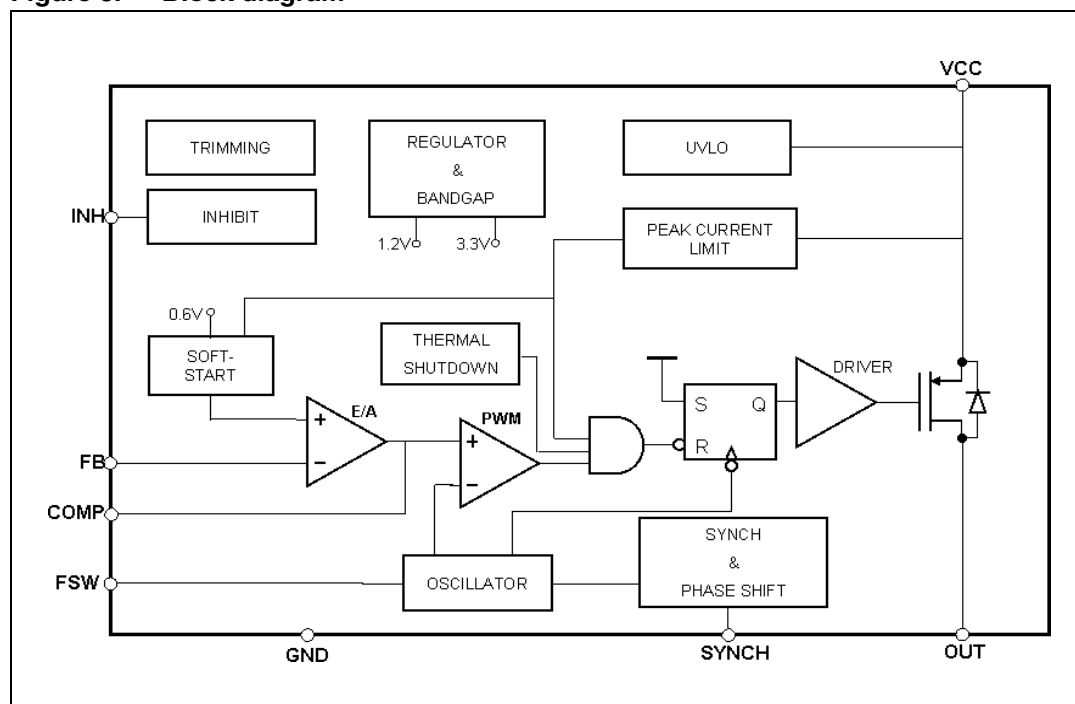 Figure Block diagram
VCC
TRIMMING
REGULATOR
&
BANDGAP
UVLO
INH
INHIBIT
1.2V
3.3V
PEAK CURRENT
LIMIT
0.6V
SOFT-
START
THERMAL
SHUTDOWN
DRIVER
E/A
+
−
PWM
+
−
S
Q
R
FB
COMP
FSW
OSCILLATOR
SYNCH
&
PHASE SHIFT
GND
SYNCH
OUT